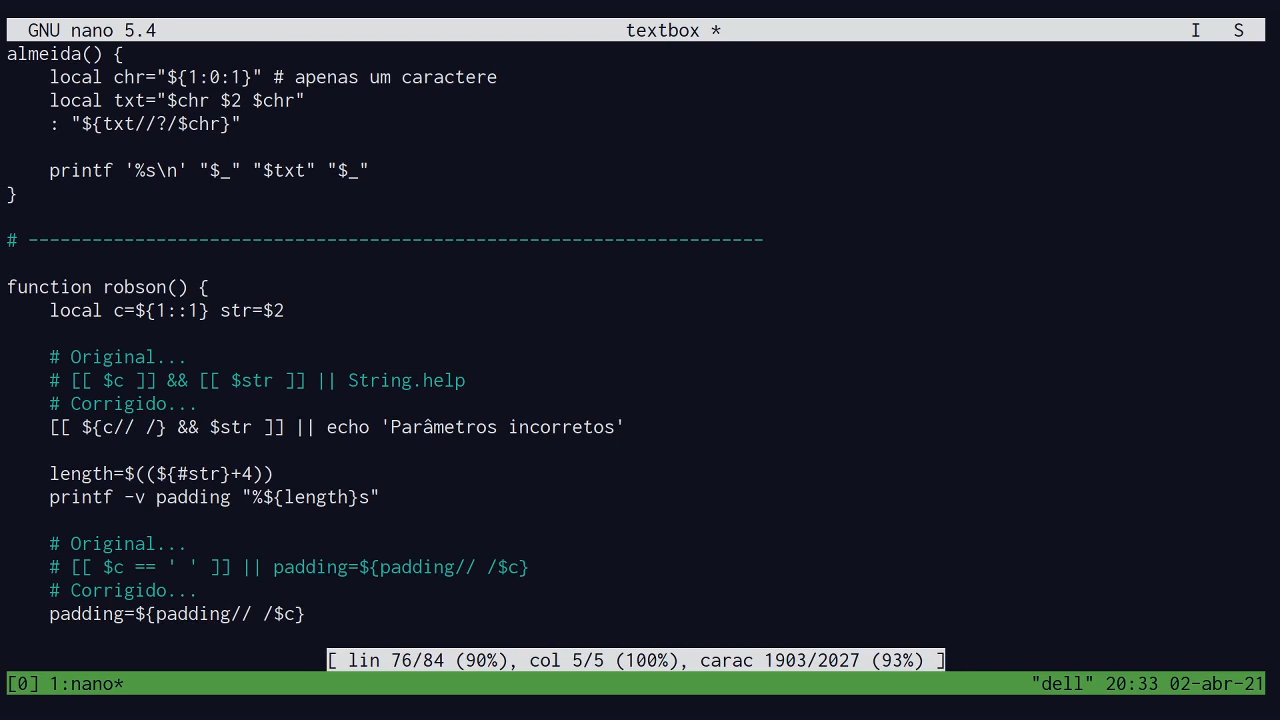 GNU nano 5.4 textbox * I S
almeida() {
    local chr="${1:0:1}" # apenas um caractere
    local txt="$chr $2 $chr"
    : "${txt//?/$chr}"

    printf '%s\n' "$_" "$txt" "$_"
}

# ---------------------------------------------------------------------

function robson() {
    local c=${1::1} str=$2

    # Original...
    # [[ $c ]] && [[ $str ]] || String.help
    # Corrigido...
    [[ ${c// /} && $str ]] || echo 'Parâmetros incorretos'

    length=$((${#str}+4))
    printf -v padding "%${length}s"

    # Original...
    # [[ $c == ' ' ]] || padding=${padding// /$c}
    # Corrigido...
    padding=${padding// /$c}

[ lin 76/84 (90%), col 5/5 (100%), carac 1903/2027 (93%) ]
[0] 1:nano* "dell" 20:33 02-abr-21